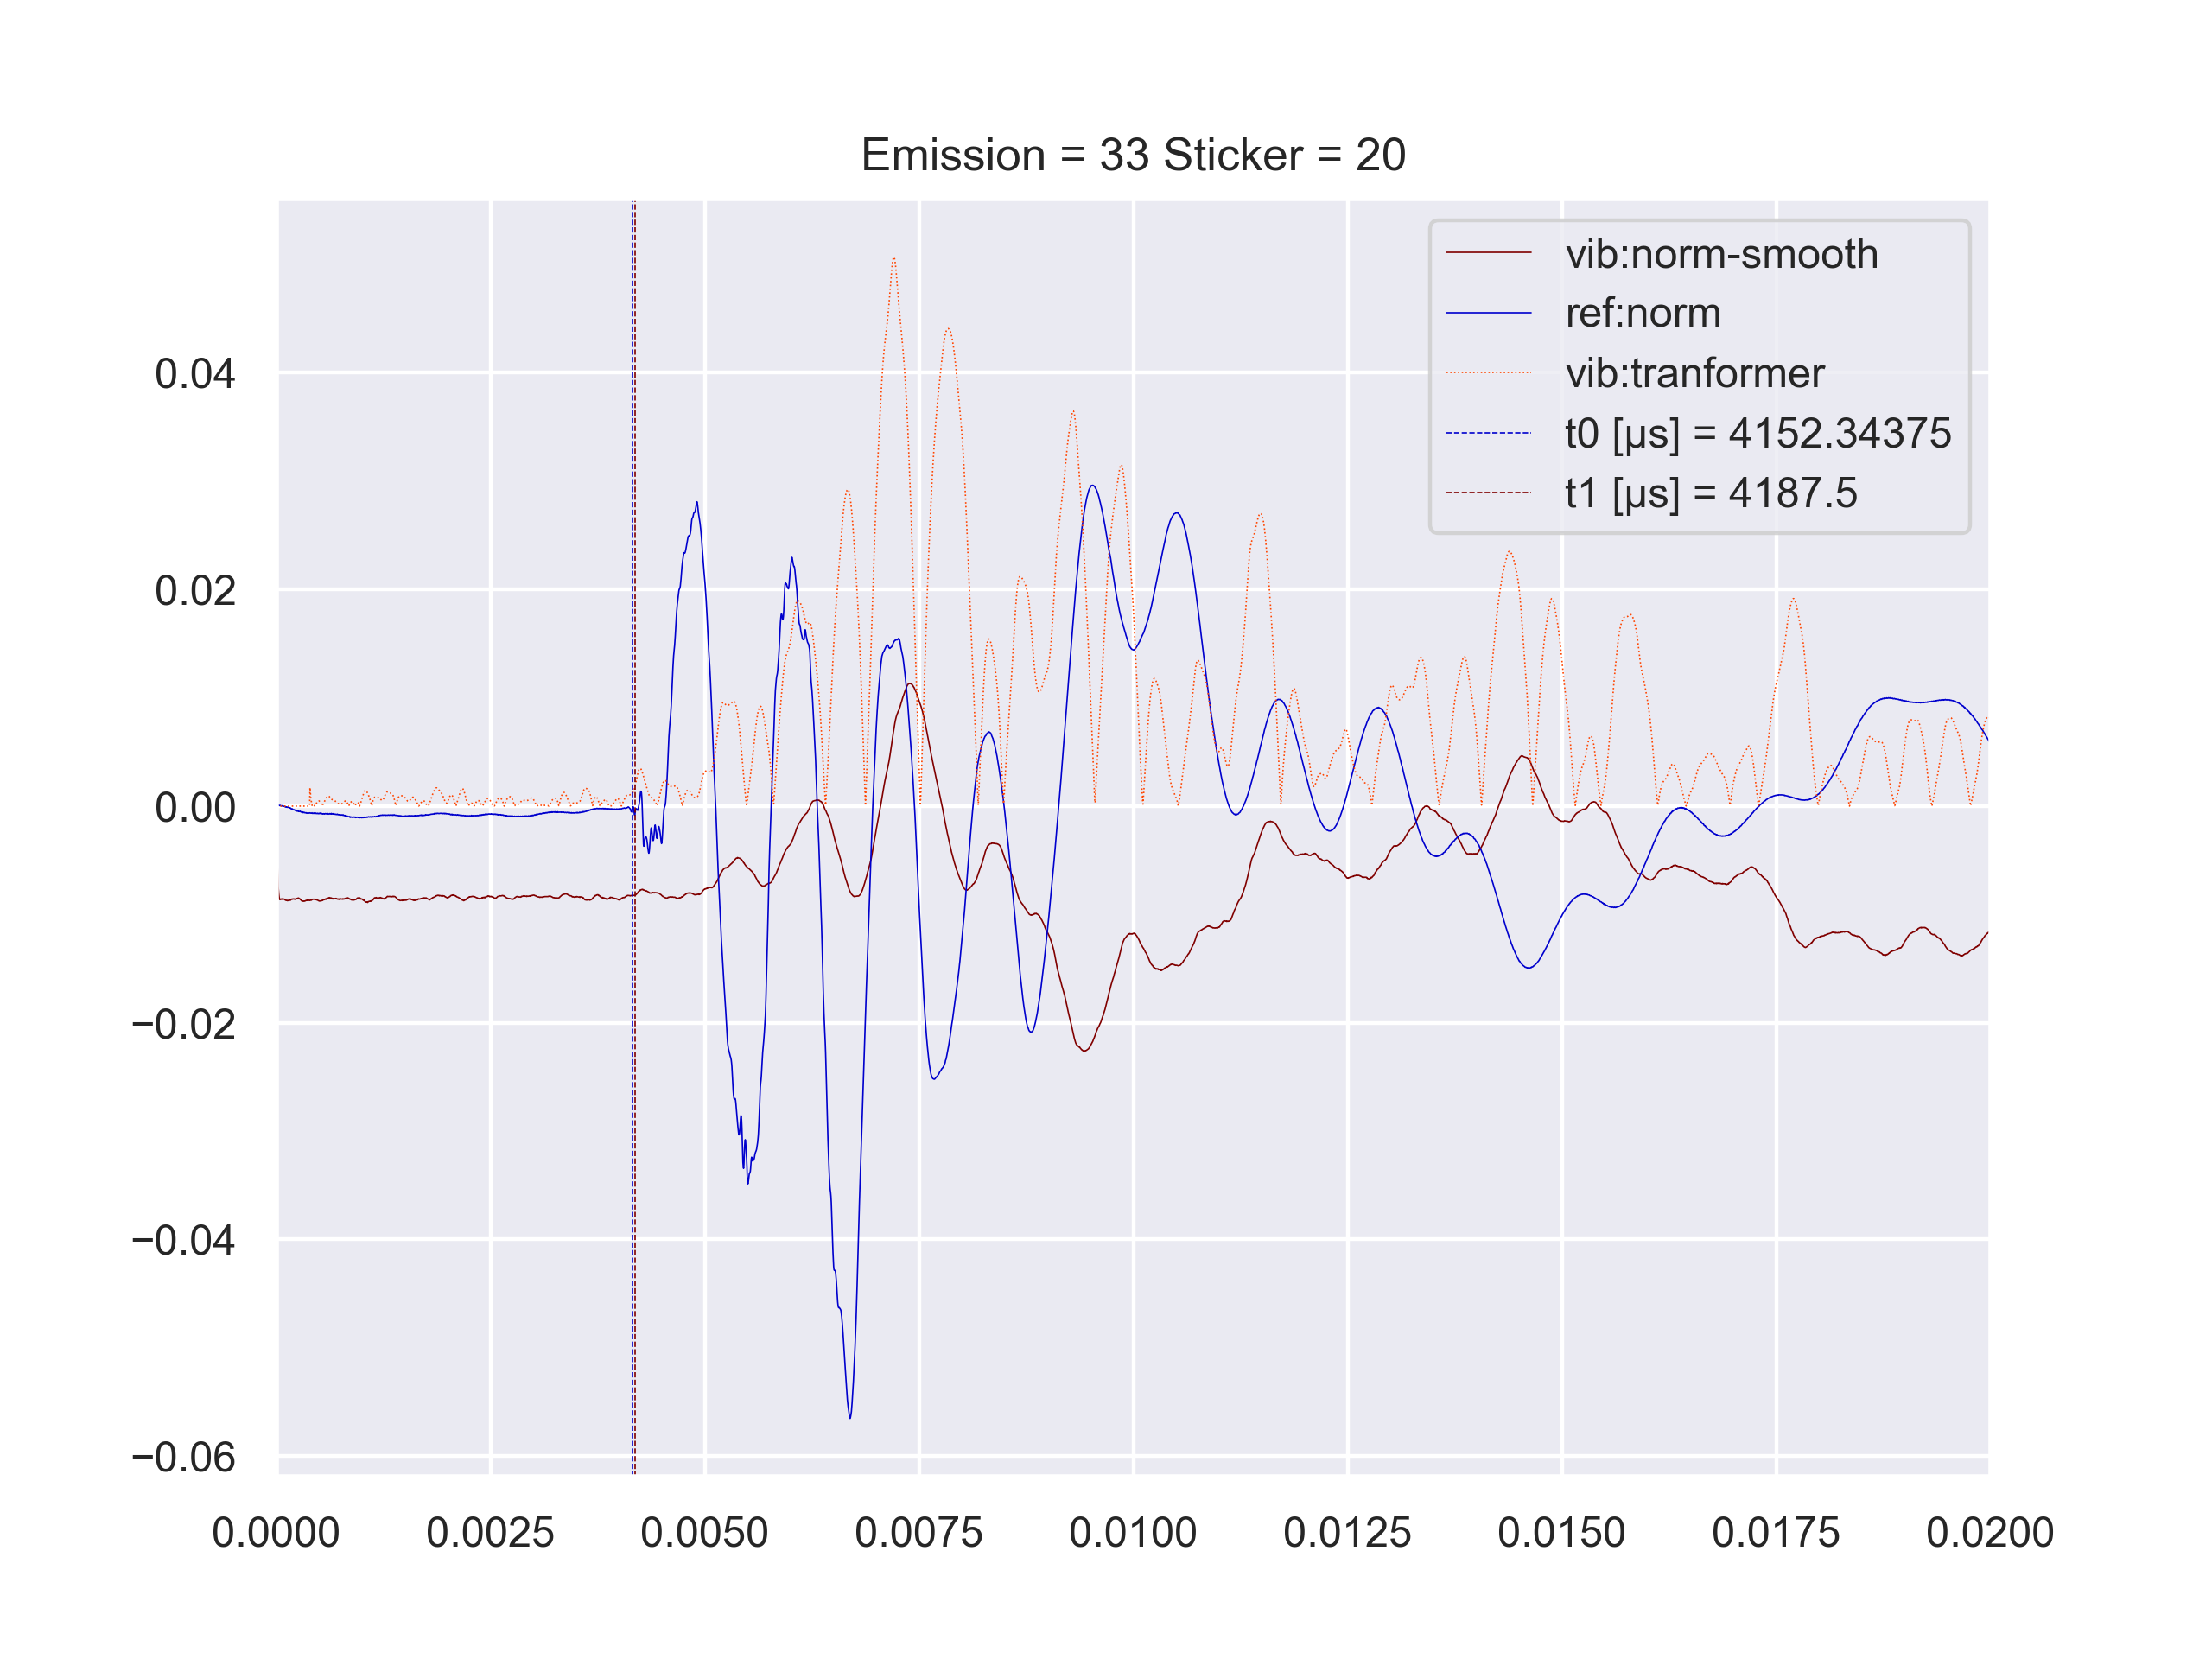 Emission = 33 Sticker = 20
vib:norm-smooth
ref:norm
vib:tranformer
t0 [µs] = 4152.34375
t1 [µs] = 4187.5
0.04
0.02
0.00
−0.02
−0.04
−0.06
0.0000 0.0025 0.0050 0.0075 0.0100 0.0125 0.0150 0.0175 0.0200